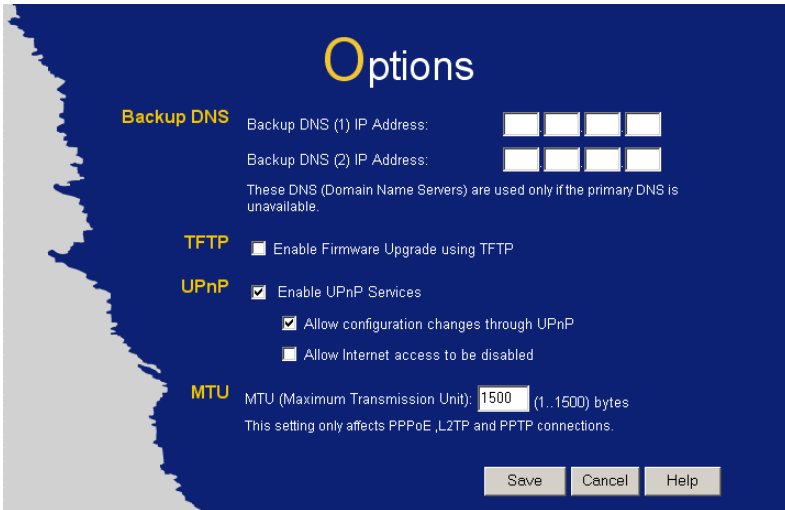 Options
Backup DNS
Backup DNS (1) IP Address: . . .
Backup DNS (2) IP Address: . . .
These DNS (Domain Name Servers) are used only if the primary DNS is
unavailable.
TFTP Enable Firmware Upgrade using TFTP
UPnP Enable UPnP Services
Allow configuration changes through UPnP
Allow Internet access to be disabled
MTU MTU (Maximum Transmission Unit): 1500 (1..1500) bytes
This setting only affects PPPoE ,L2TP and PPTP connections.
Save Cancel Help